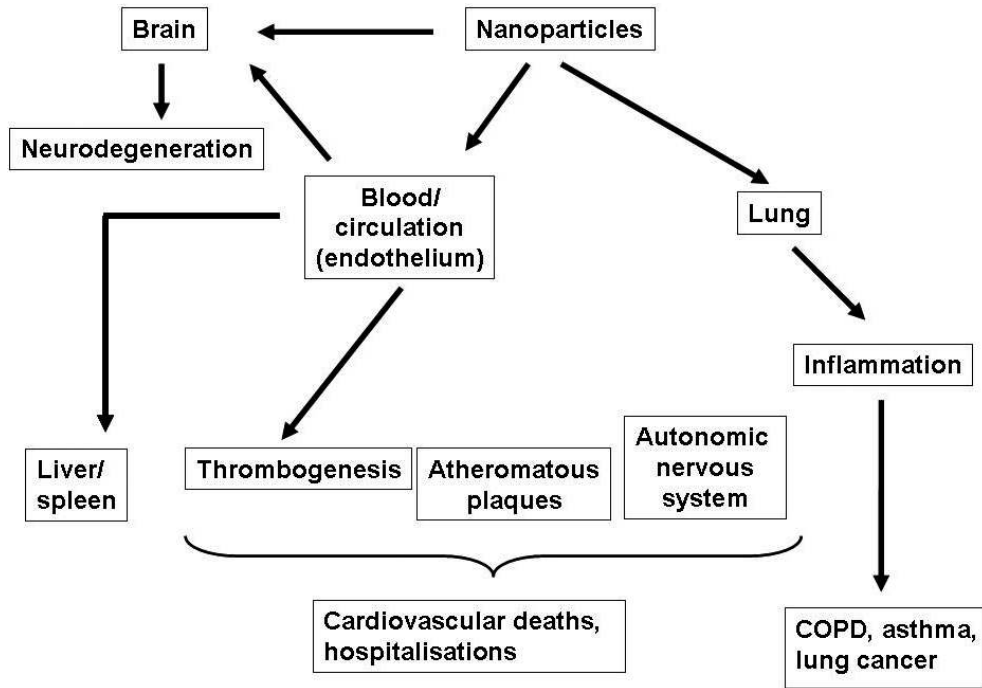 Brain
Nanoparticles
Neurodegeneration
Blood/
circulation
(endothelium)
Lung
Inflammation
Liver/
spleen
Thrombogenesis
Atheromatous
plaques
Autonomic
nervous
system
Cardiovascular deaths,
hospitalisations
COPD, asthma,
lung cancer